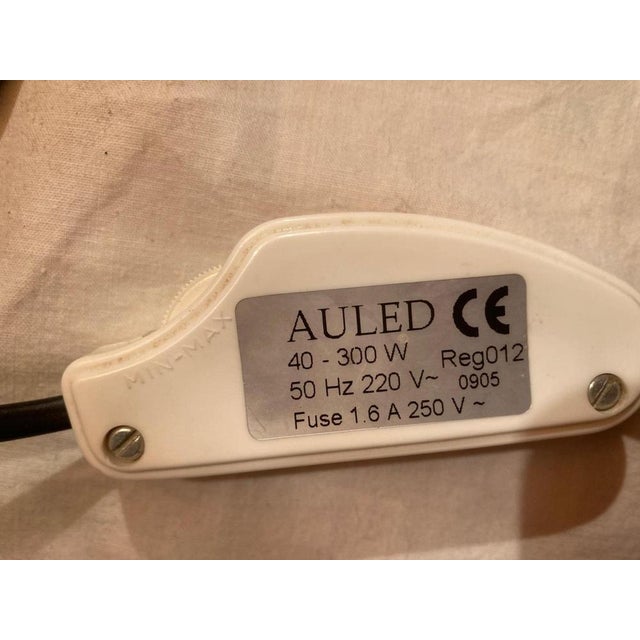 AULED CE
40 - 300 W Reg012
50 Hz 220 V~ 0905
Fuse 1.6 A 250 V ~
MIN-MAX